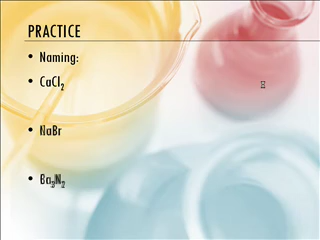 PRACTICE
• Naming:
• CaCl₂
• NaBr
• Ba₃N₂